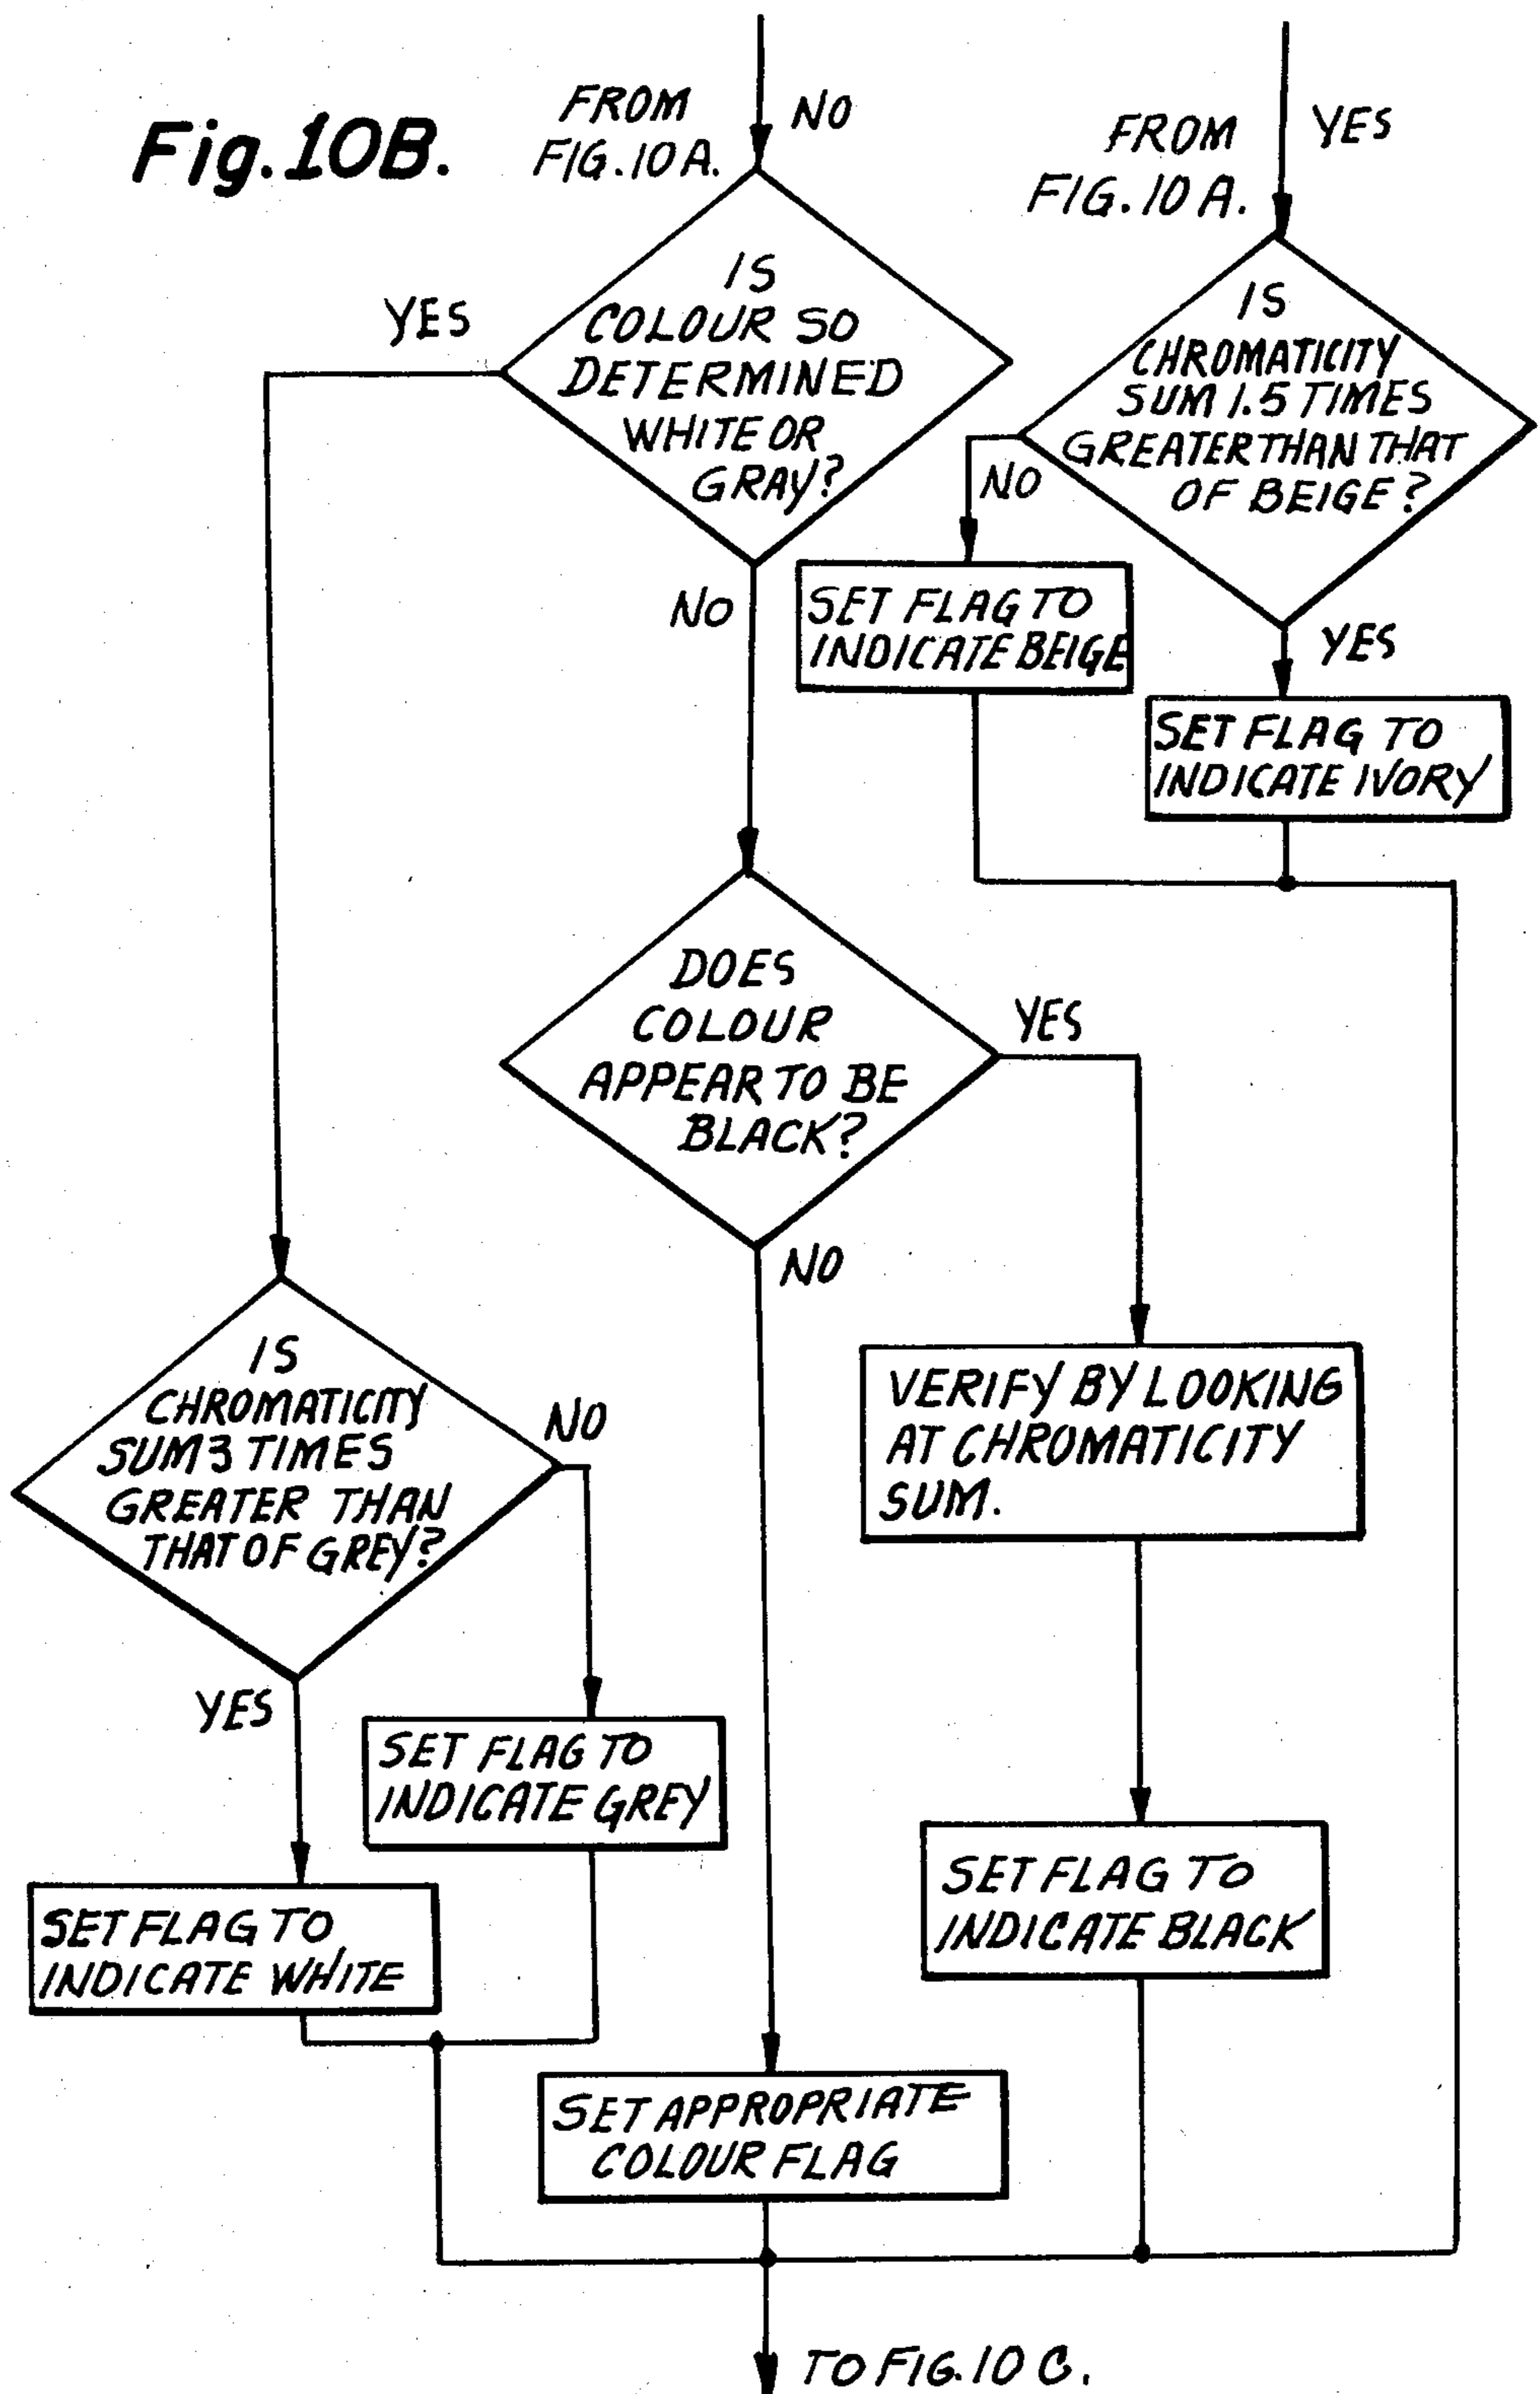 Fig. 10B.
FROM
FIG. 10 A.
NO
FROM
FIG. 10 A.
YES
IS
COLOUR SO
DETERMINED
WHITE OR
GRAY?
YES
NO
IS
CHROMATICITY
SUM 1.5 TIMES
GREATER THAN THAT
OF BEIGE?
NO
YES
SET FLAG TO
INDICATE BEIGE
SET FLAG TO
INDICATE IVORY
DOES
COLOUR
APPEAR TO BE
BLACK?
YES
NO
IS
CHROMATICITY
SUM 3 TIMES
GREATER THAN
THAT OF GREY?
NO
YES
VERIFY BY LOOKING
AT CHROMATICITY
SUM.
SET FLAG TO
INDICATE GREY
SET FLAG TO
INDICATE WHITE
SET FLAG TO
INDICATE BLACK
SET APPROPRIATE
COLOUR FLAG
TO FIG. 10 C.